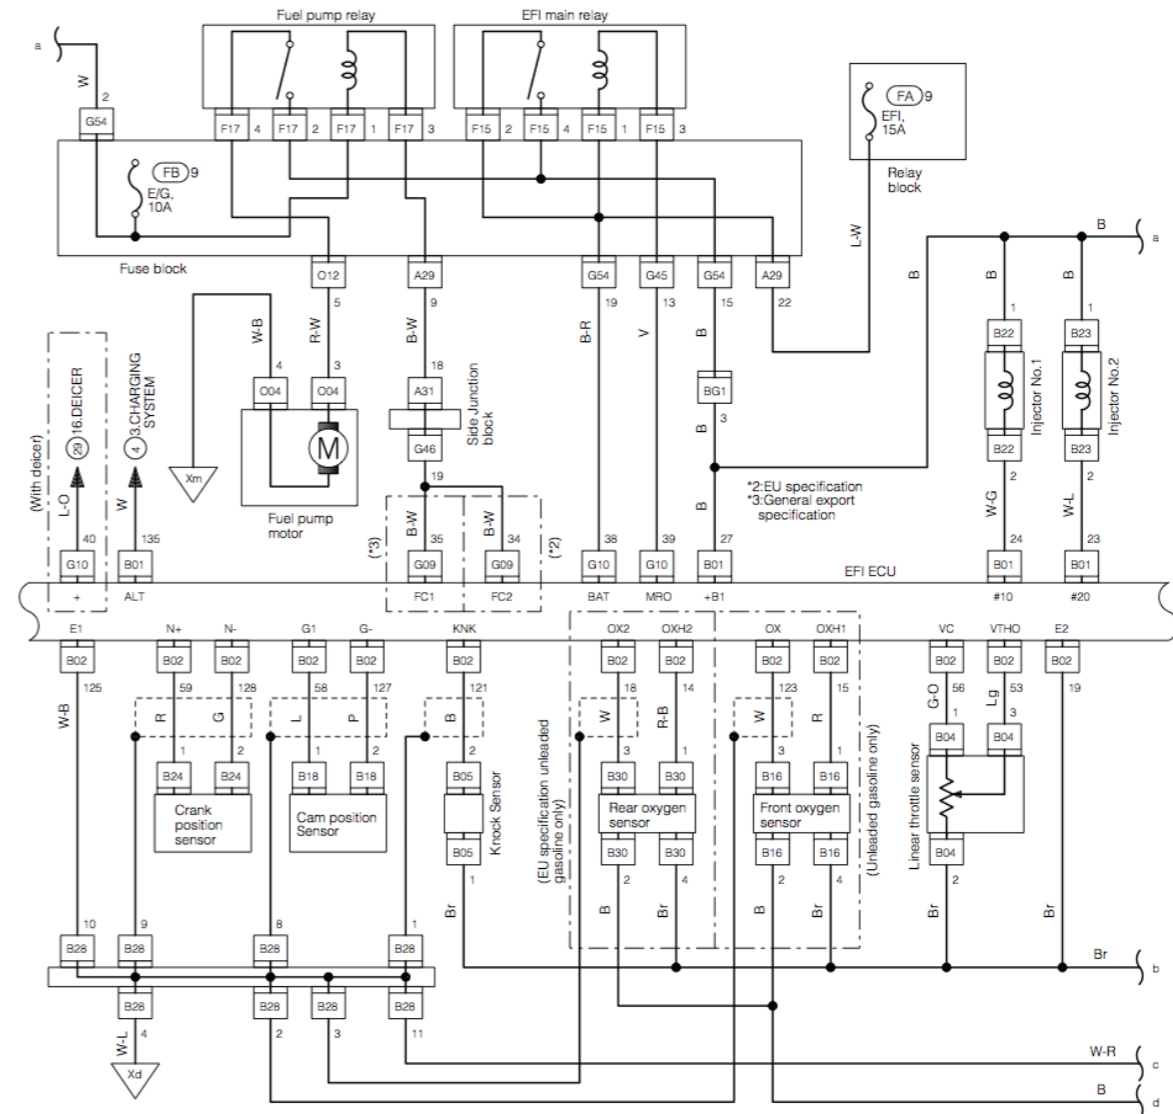 Fuel pump relay
EFI main relay
a
W
2
G54
F17 4 F17 2 F17 1 F17 3
F15 2 F15 4 F15 1 F15 3
FA 9
EFI,
15A
Relay
block
FB 9
E/G,
10A
Fuse block
L-W
B
B
a
O12
A29
G54
G45
G54
A29
5
9
19
13
15
22
W-B
R-W
B-W
B-R
V
B
B
B
1
1
B22
B23
Injector No.1
Injector No.2
B22
B23
2
2
W-G
W-L
24
23
B01
B01
(With deicer)
29 16.DEICER
4 3.CHARGING
SYSTEM
L-O
W
40
135
G10
B01
4
3
O04
O04
M
Xm
Fuel pump
motor
18
A31
Side Junction
block
G46
19
B-W
B-W
(*3)
35
34
(*2)
G09
G09
BG1
3
B
B
*2:EU specification
*3:General export
specification
38
39
27
G10
G10
B01
EFI ECU
+
ALT
FC1
FC2
BAT
MRO
+B1
#10
#20
E1
N+
N-
G1
G-
KNK
OX2
OXH2
OX
OXH1
VC
VTHO
E2
B02
B02
B02
B02
B02
B02
B02
B02
B02
B02
B02
B02
B02
125
59
128
58
127
121
18
14
123
15
56
53
19
W-B
R
G
L
P
B
W
R-B
W
R
G-O
Lg
1
2
1
2
2
3
1
3
1
1
3
B24
B24
B18
B18
B05
B30
B30
B16
B16
B04
B04
Crank
position
sensor
Cam position
Sensor
Knock Sensor
(EU specification unleaded
gasoline only)
Rear oxygen
sensor
Front oxygen
sensor
(Unleaded gasoline only)
Linear throttle sensor
B05
B30
B30
B16
B16
B04
1
2
4
2
4
2
Br
B
Br
B
Br
Br
Br
10
9
8
1
B28
B28
B28
B28
Br
b
B28
B28
B28
B28
4
2
3
11
W-L
Xd
W-R
c
B
d